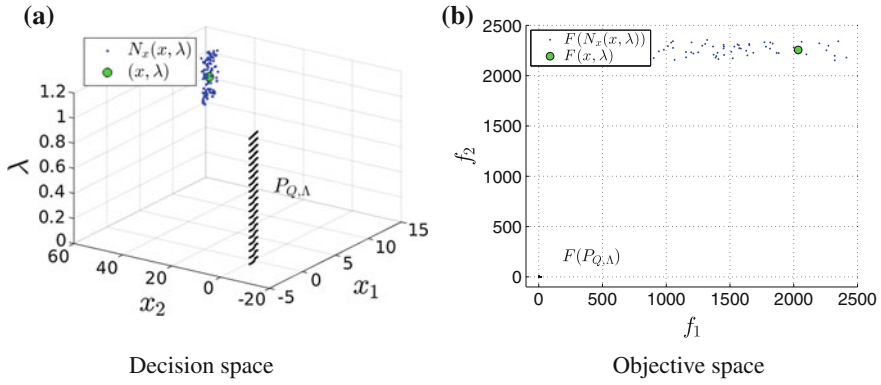 (a)
N_x(x, λ)
(x, λ)
1.2
1
0.8
0.6
0.4
0.2
0
λ
P_{Q,Λ}
60
40
20
0
-20
x_2
-5
0
5
10
15
x_1
Decision space
(b)
F(N_x(x, λ))
F(x, λ)
2500
2000
1500
1000
500
0
f_2
F(P_{Q,Λ})
0
500
1000
1500
2000
2500
f_1
Objective space